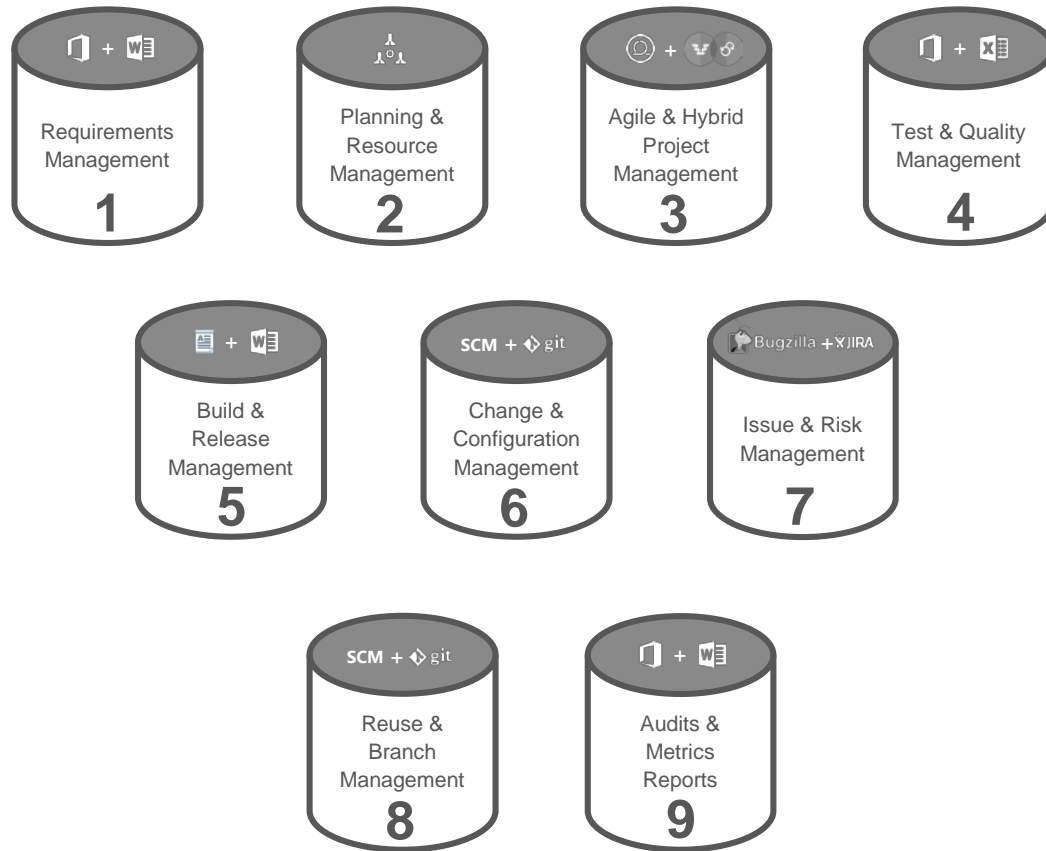 + W
Requirements
Management
1
Planning &
Resource
Management
2
+
Agile & Hybrid
Project
Management
3
+ X
Test & Quality
Management
4
+ W
Build &
Release
Management
5
SCM + git
Change &
Configuration
Management
6
Bugzilla + JIRA
Issue & Risk
Management
7
SCM + git
Reuse &
Branch
Management
8
+ W
Audits &
Metrics
Reports
9